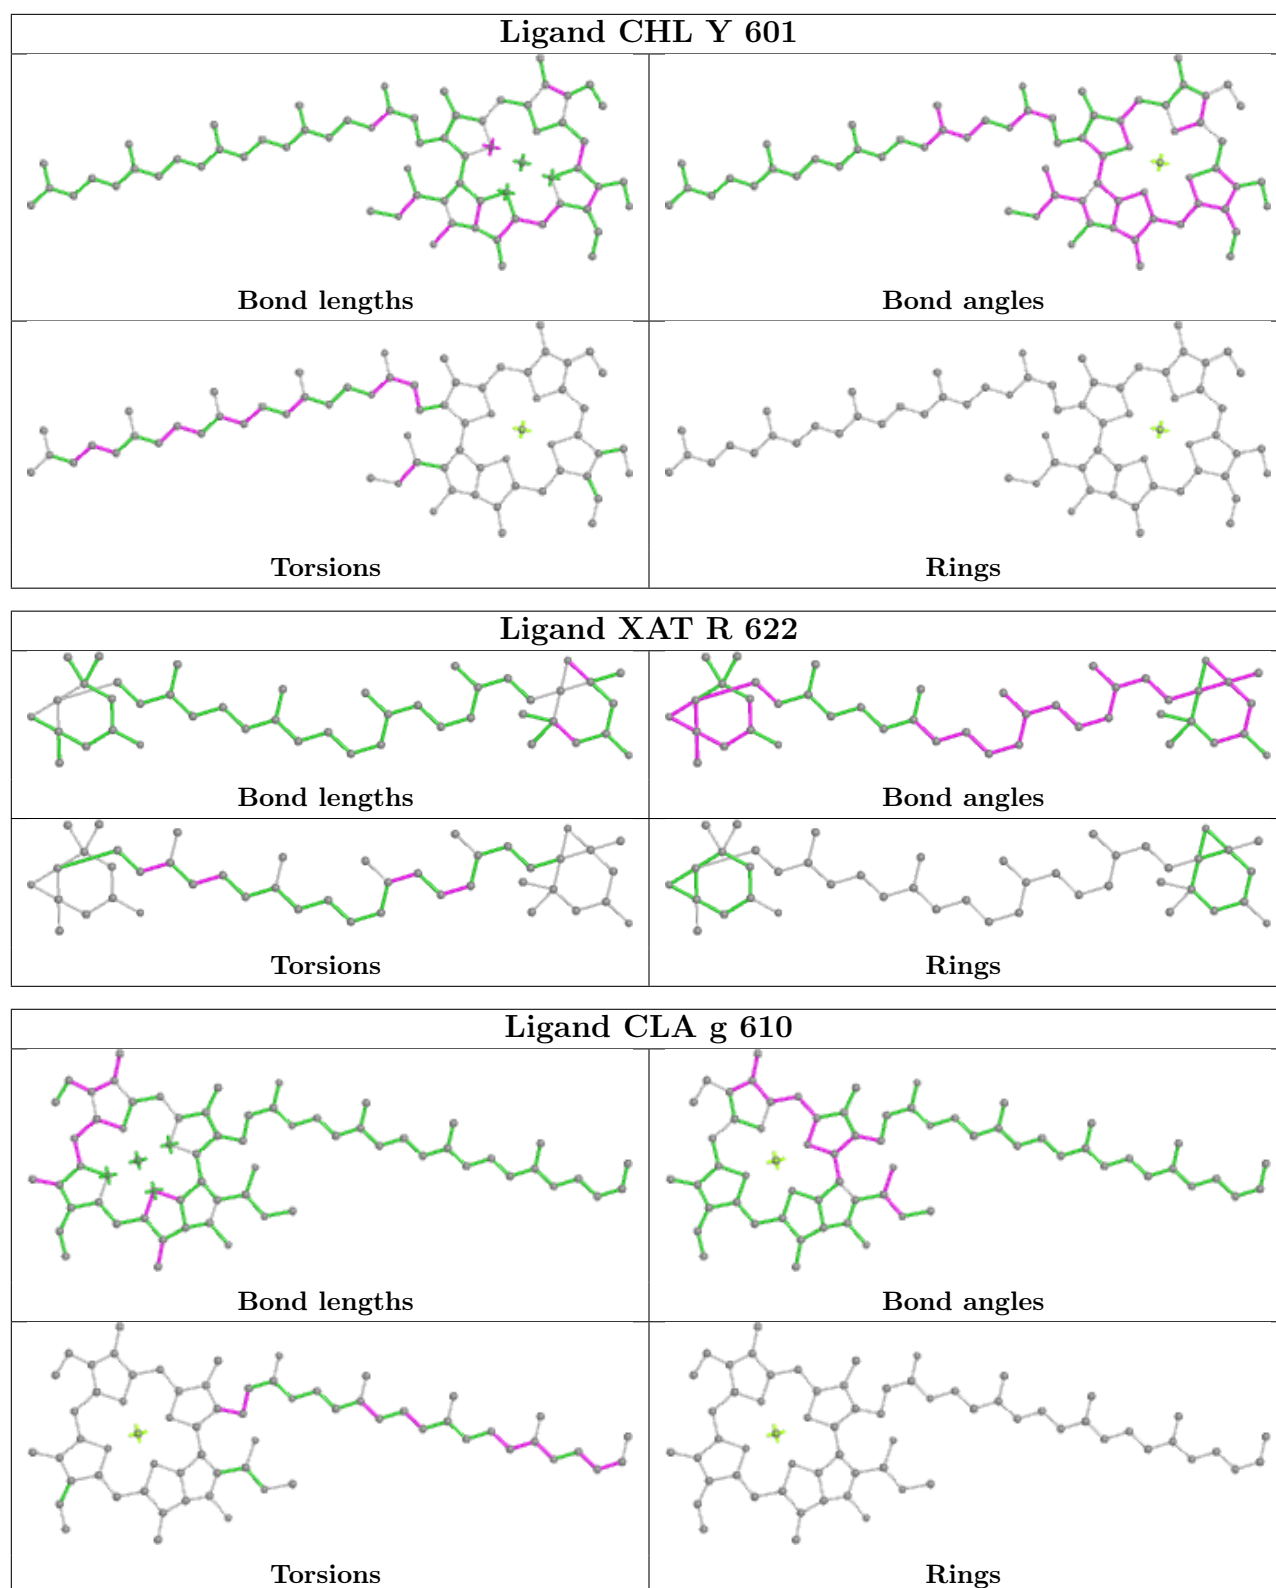 Ligand CHL Y 601
Bond lengths
Bond angles
Torsions
Rings
Ligand XAT R 622
Bond lengths
Bond angles
Torsions
Rings
Ligand CLA g 610
Bond lengths
Bond angles
Torsions
Rings